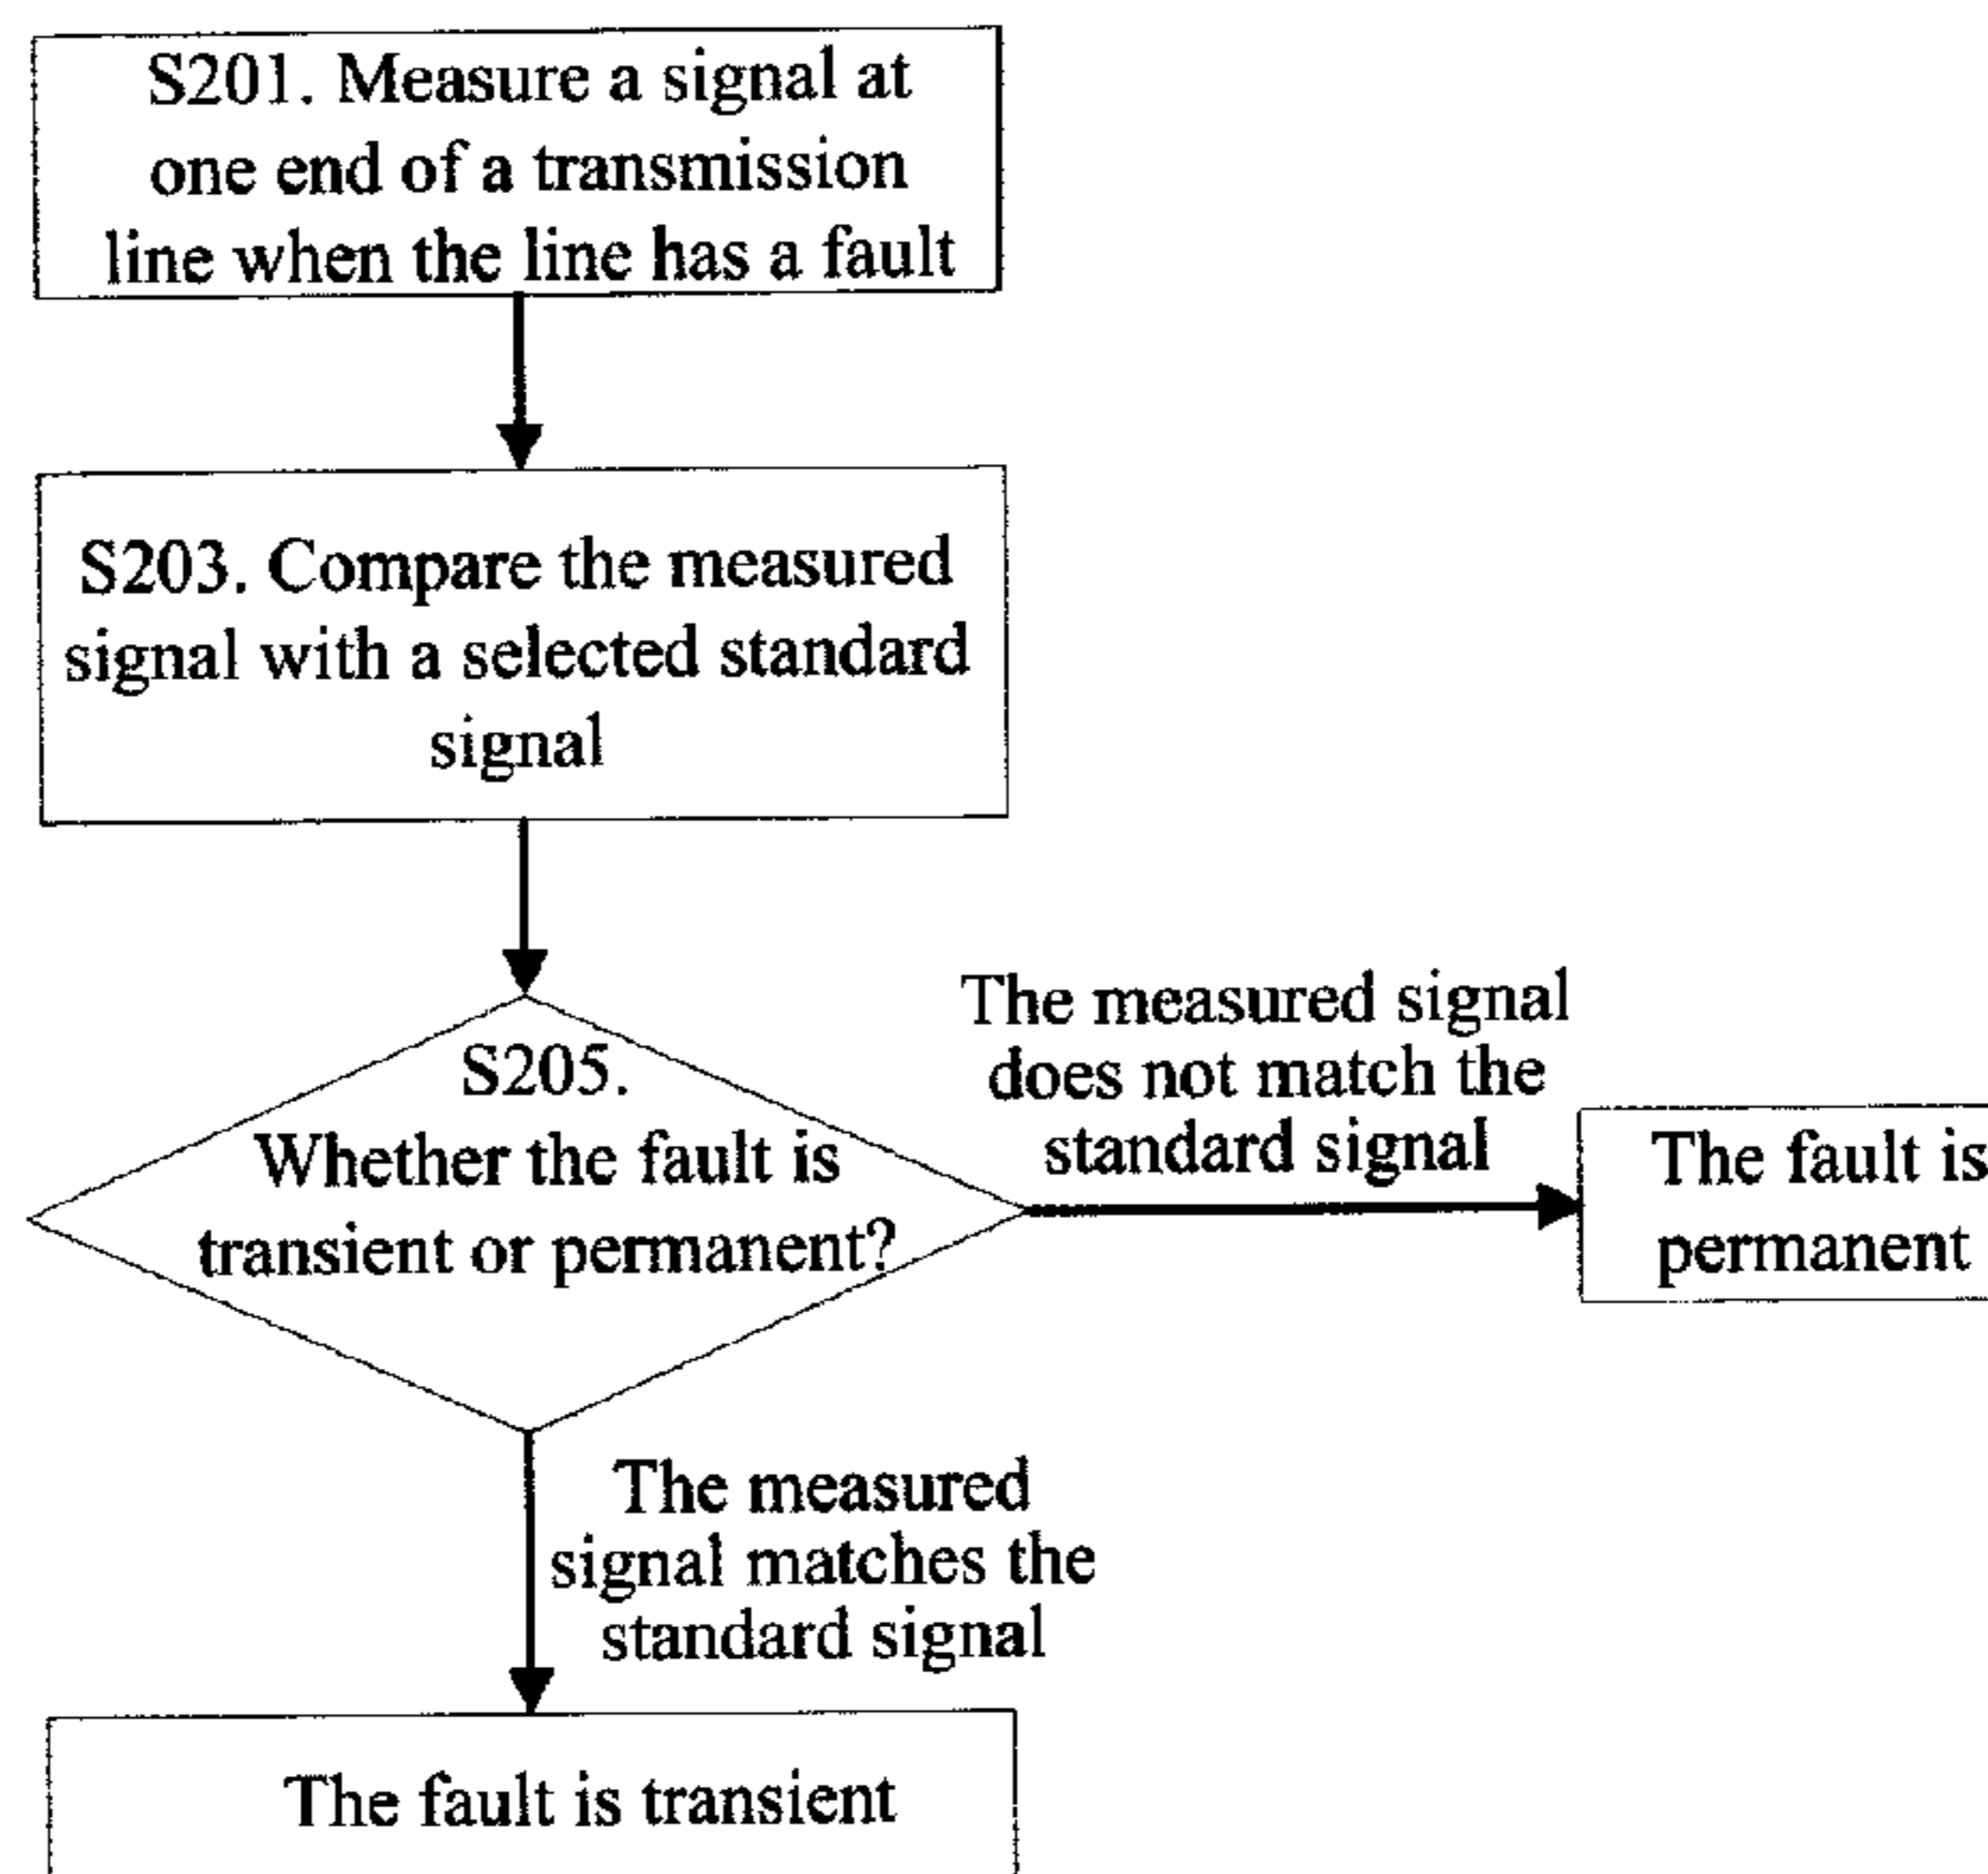 S201. Measure a signal at
one end of a transmission
line when the line has a fault
S203. Compare the measured
signal with a selected standard
signal
S205.
Whether the fault is
transient or permanent?
The measured signal
does not match the
standard signal
The fault is
permanent
The measured
signal matches the
standard signal
The fault is transient